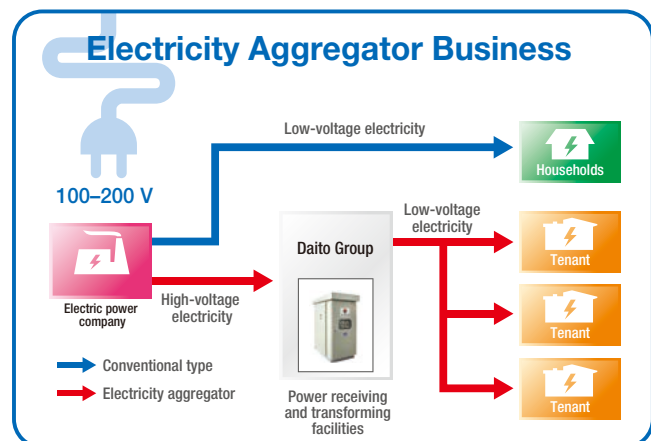 Electricity Aggregator Business
Low-voltage electricity
Households
100–200 V
Low-voltage
electricity
Daito Group
Tenant
Electric power
company
High-voltage
electricity
Tenant
Conventional type
Electricity aggregator
Power receiving
and transforming
facilities
Tenant